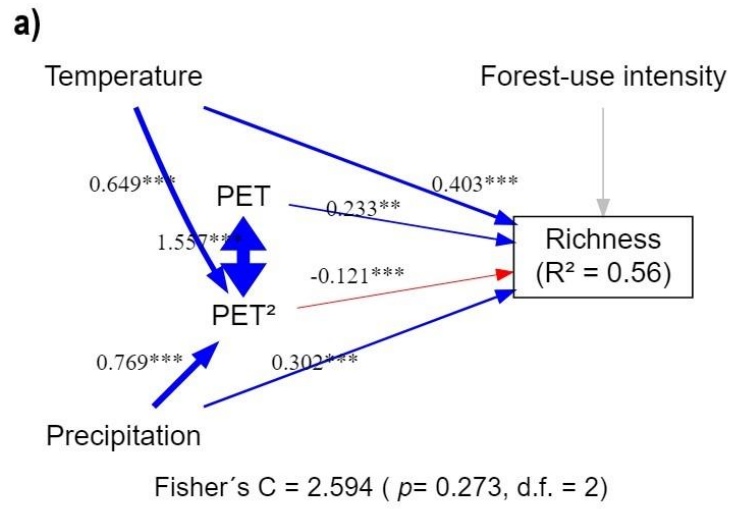 a)
Temperature
Forest-use intensity
0.649***
0.403***
PET
0.233**
1.557***
Richness
(R² = 0.56)
-0.121***
PET²
0.769***
0.302***
Precipitation
Fisher´s C = 2.594 ( p= 0.273, d.f. = 2)